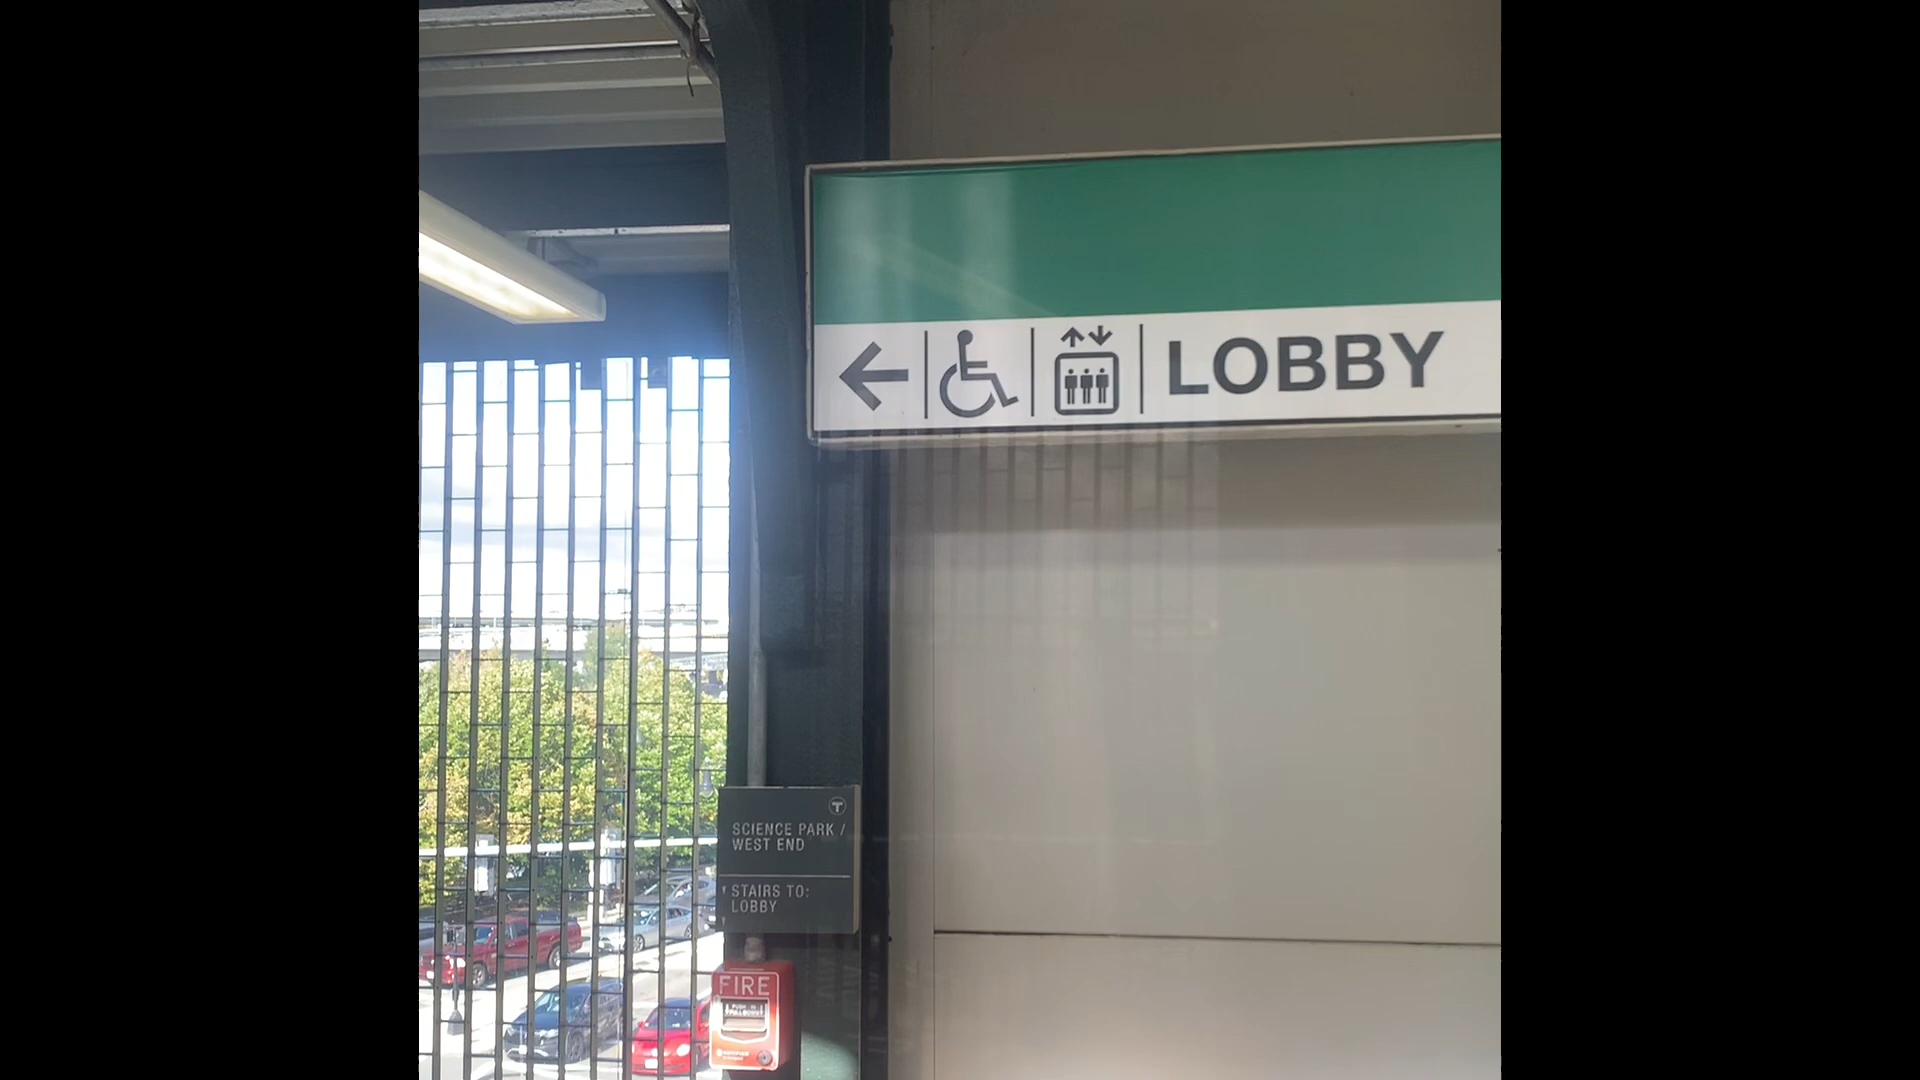 LOBBY
T
SCIENCE PARK /
WEST END
STAIRS TO:
LOBBY
FIRE